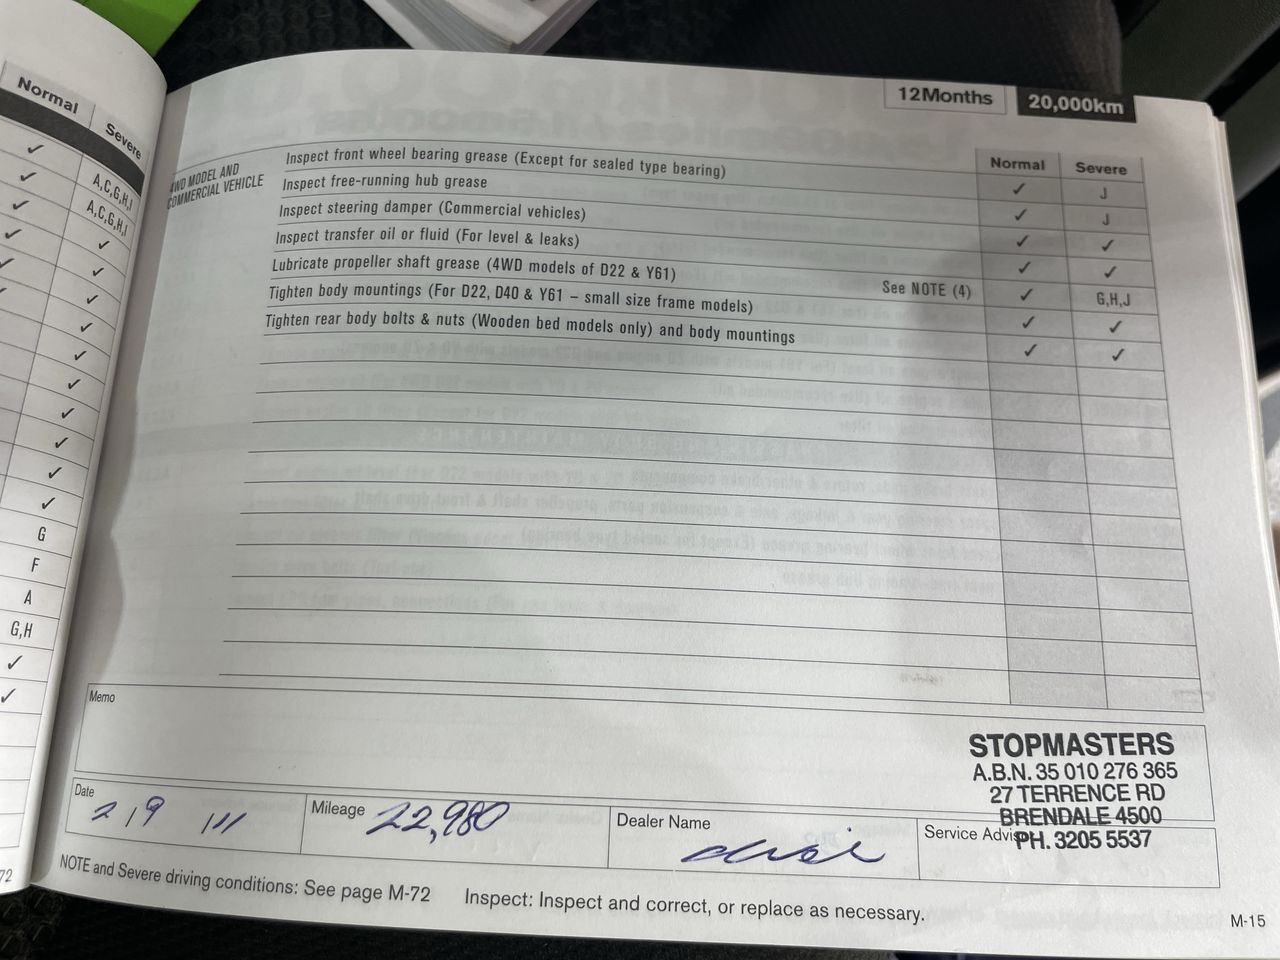 Normal
Severe
✓ A,C,G,H,I
✓ A,C,G,H,I
✓ ✓
✓ ✓
✓ ✓
✓ ✓
✓
✓
✓
✓
✓
✓
G
F
A
G,H
✓
✓
72
12Months 20,000km
Normal Severe
4WD MODEL AND
COMMERCIAL VEHICLE
Inspect front wheel bearing grease (Except for sealed type bearing) ✓ J
Inspect free-running hub grease ✓ J
Inspect steering damper (Commercial vehicles) ✓ ✓
Inspect transfer oil or fluid (For level & leaks) ✓ ✓
Lubricate propeller shaft grease (4WD models of D22 & Y61) See NOTE (4) ✓ G,H,J
Tighten body mountings (For D22, D40 & Y61 – small size frame models) ✓ ✓
Tighten rear body bolts & nuts (Wooden bed models only) and body mountings ✓ ✓
Memo
STOPMASTERS
A.B.N. 35 010 276 365
27 TERRENCE RD
BRENDALE 4500
PH. 3205 5537
Date 2/9/11
Mileage 22,980
Dealer Name
Service Advisor
NOTE and Severe driving conditions: See page M-72 Inspect: Inspect and correct, or replace as necessary.
M-15